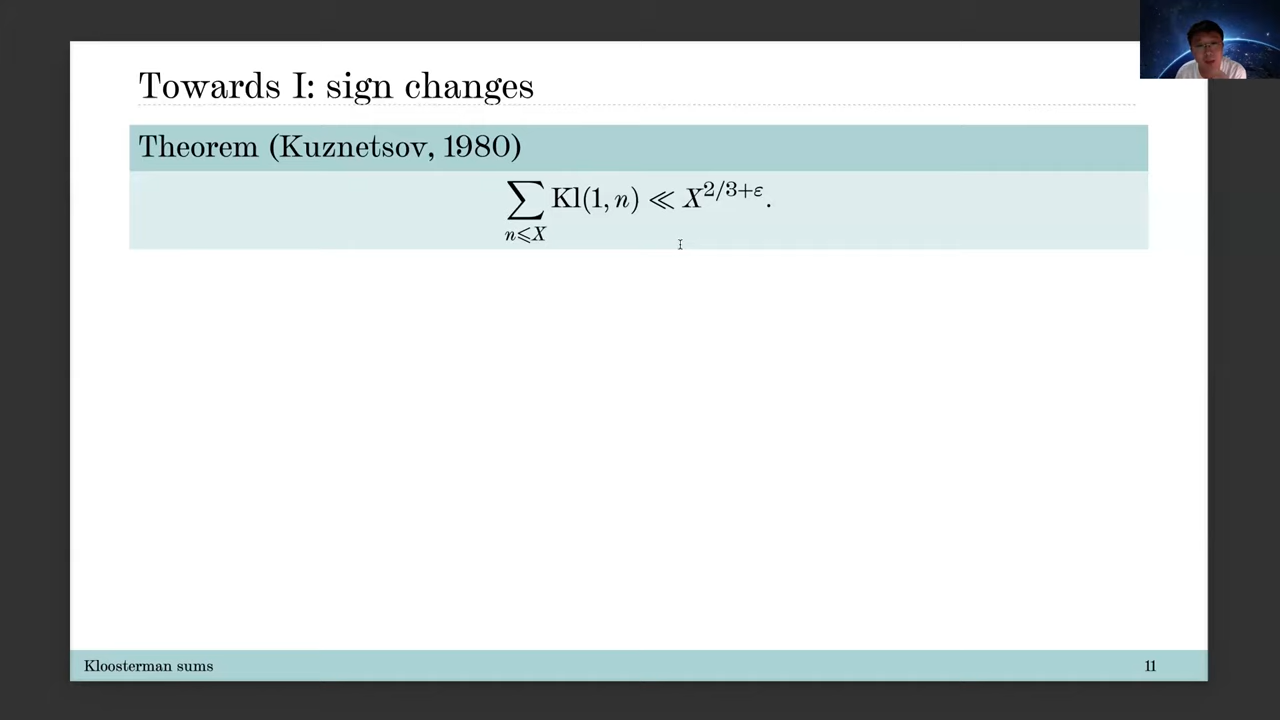 Towards I: sign changes
Theorem (Kuznetsov, 1980)
∑_{n⩽X} Kl(1, n) ≪ X^{2/3+ε}.
Kloosterman sums 11